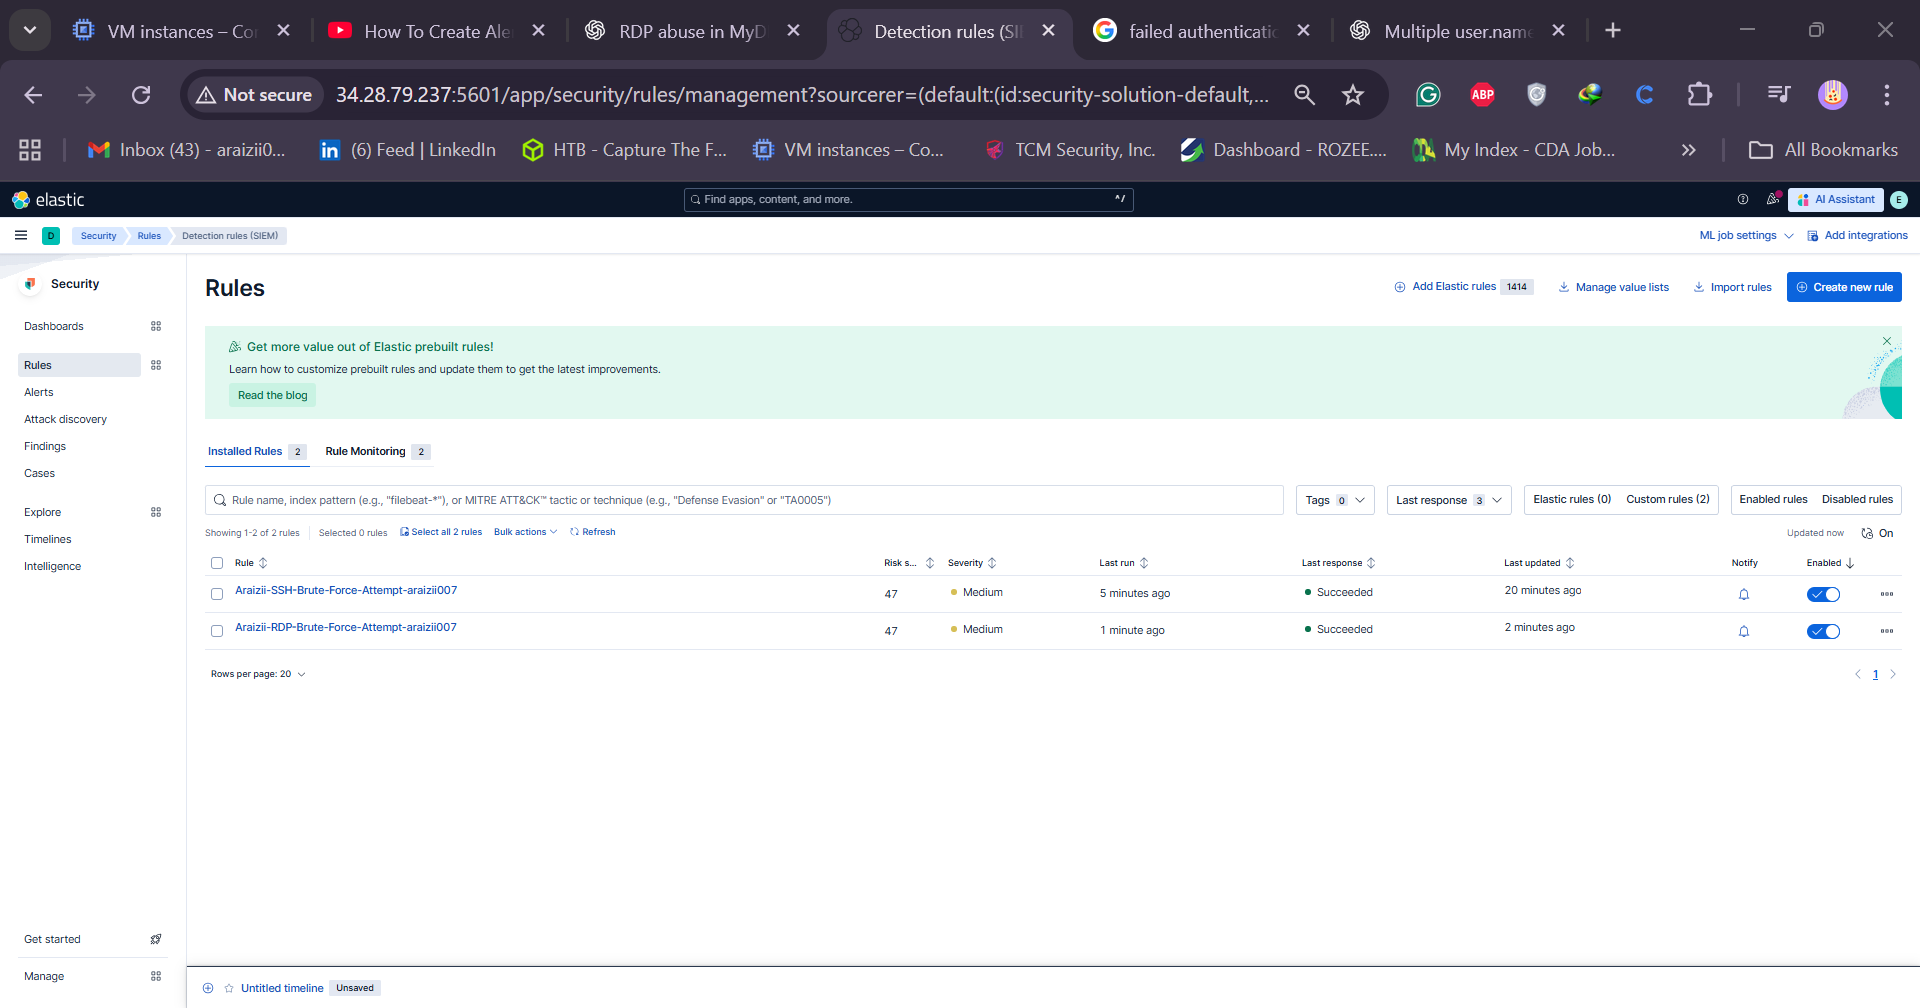 VM instances – Co
How To Create Ale
RDP abuse in MyD
Detection rules (SI
failed authenticatic
Multiple user.name
Not secure
34.28.79.237:5601/app/security/rules/management?sourcerer=(default:(id:security-solution-default,...
ABP
Inbox (43) - araizii0...
(6) Feed | LinkedIn
HTB - Capture The F...
VM instances – Co...
TCM Security, Inc.
Dashboard - ROZEE....
My Index - CDA Job...
»
All Bookmarks
elastic
Find apps, content, and more.
^/
AI Assistant
E
D
Security
Rules
Detection rules (SIEM)
ML job settings
Add integrations
Security
Dashboards
Rules
Alerts
Attack discovery
Findings
Cases
Explore
Timelines
Intelligence
Get started
Manage
Rules
Add Elastic rules 1414
Manage value lists
Import rules
Create new rule
Get more value out of Elastic prebuilt rules!
Learn how to customize prebuilt rules and update them to get the latest improvements.
Read the blog
Installed Rules 2
Rule Monitoring 2
Rule name, index pattern (e.g., "filebeat-*"), or MITRE ATT&CK™ tactic or technique (e.g., "Defense Evasion" or "TA0005")
Tags 0
Last response 3
Elastic rules (0)
Custom rules (2)
Enabled rules
Disabled rules
Showing 1-2 of 2 rules
Selected 0 rules
Select all 2 rules
Bulk actions
Refresh
Updated now
On
Rule
Risk s...
Severity
Last run
Last response
Last updated
Notify
Enabled
Araizii-SSH-Brute-Force-Attempt-araizii007
47
Medium
5 minutes ago
Succeeded
20 minutes ago
Araizii-RDP-Brute-Force-Attempt-araizii007
47
Medium
1 minute ago
Succeeded
2 minutes ago
Rows per page: 20
1
Untitled timeline
Unsaved